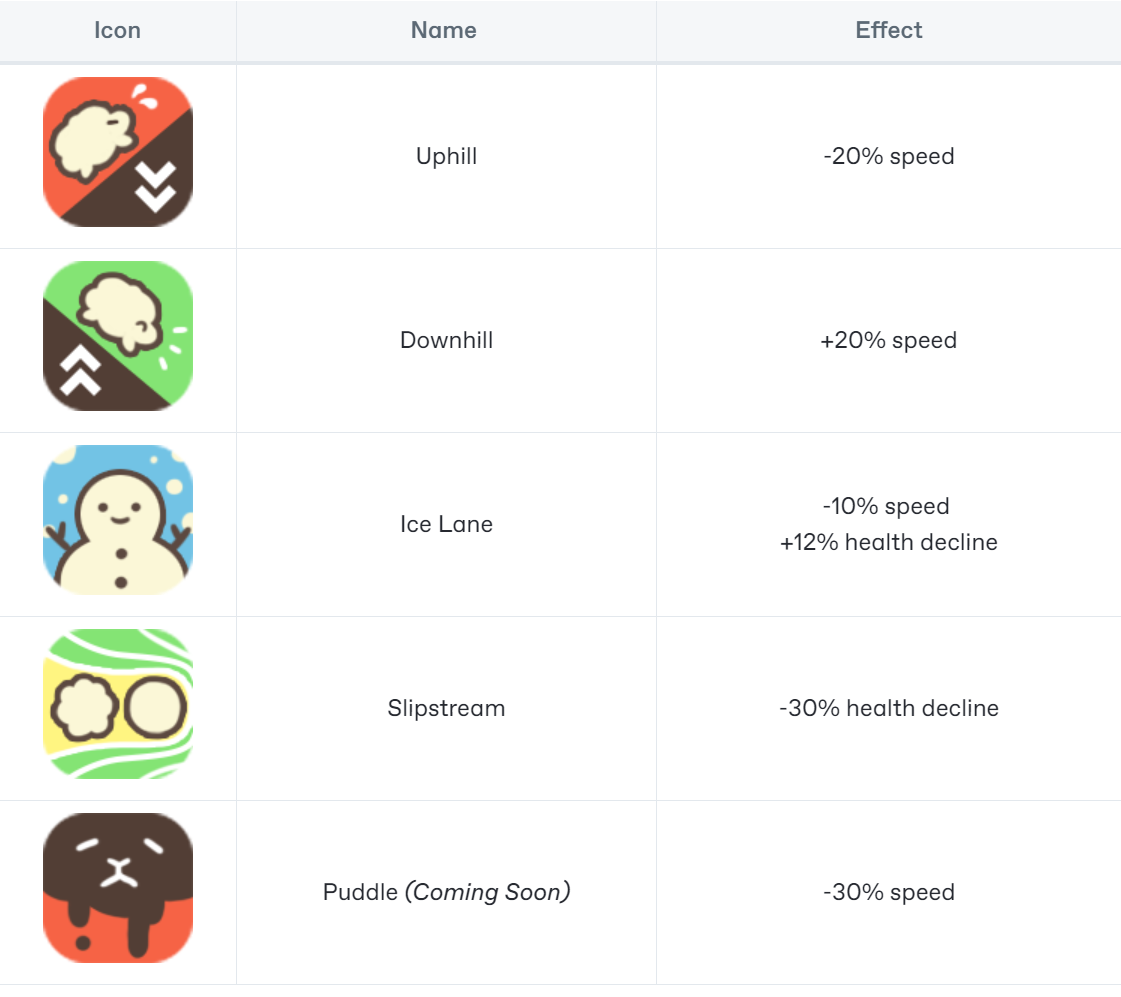 Icon Name Effect
Uphill -20% speed
Downhill +20% speed
Ice Lane -10% speed
+12% health decline
Slipstream -30% health decline
Puddle (Coming Soon) -30% speed